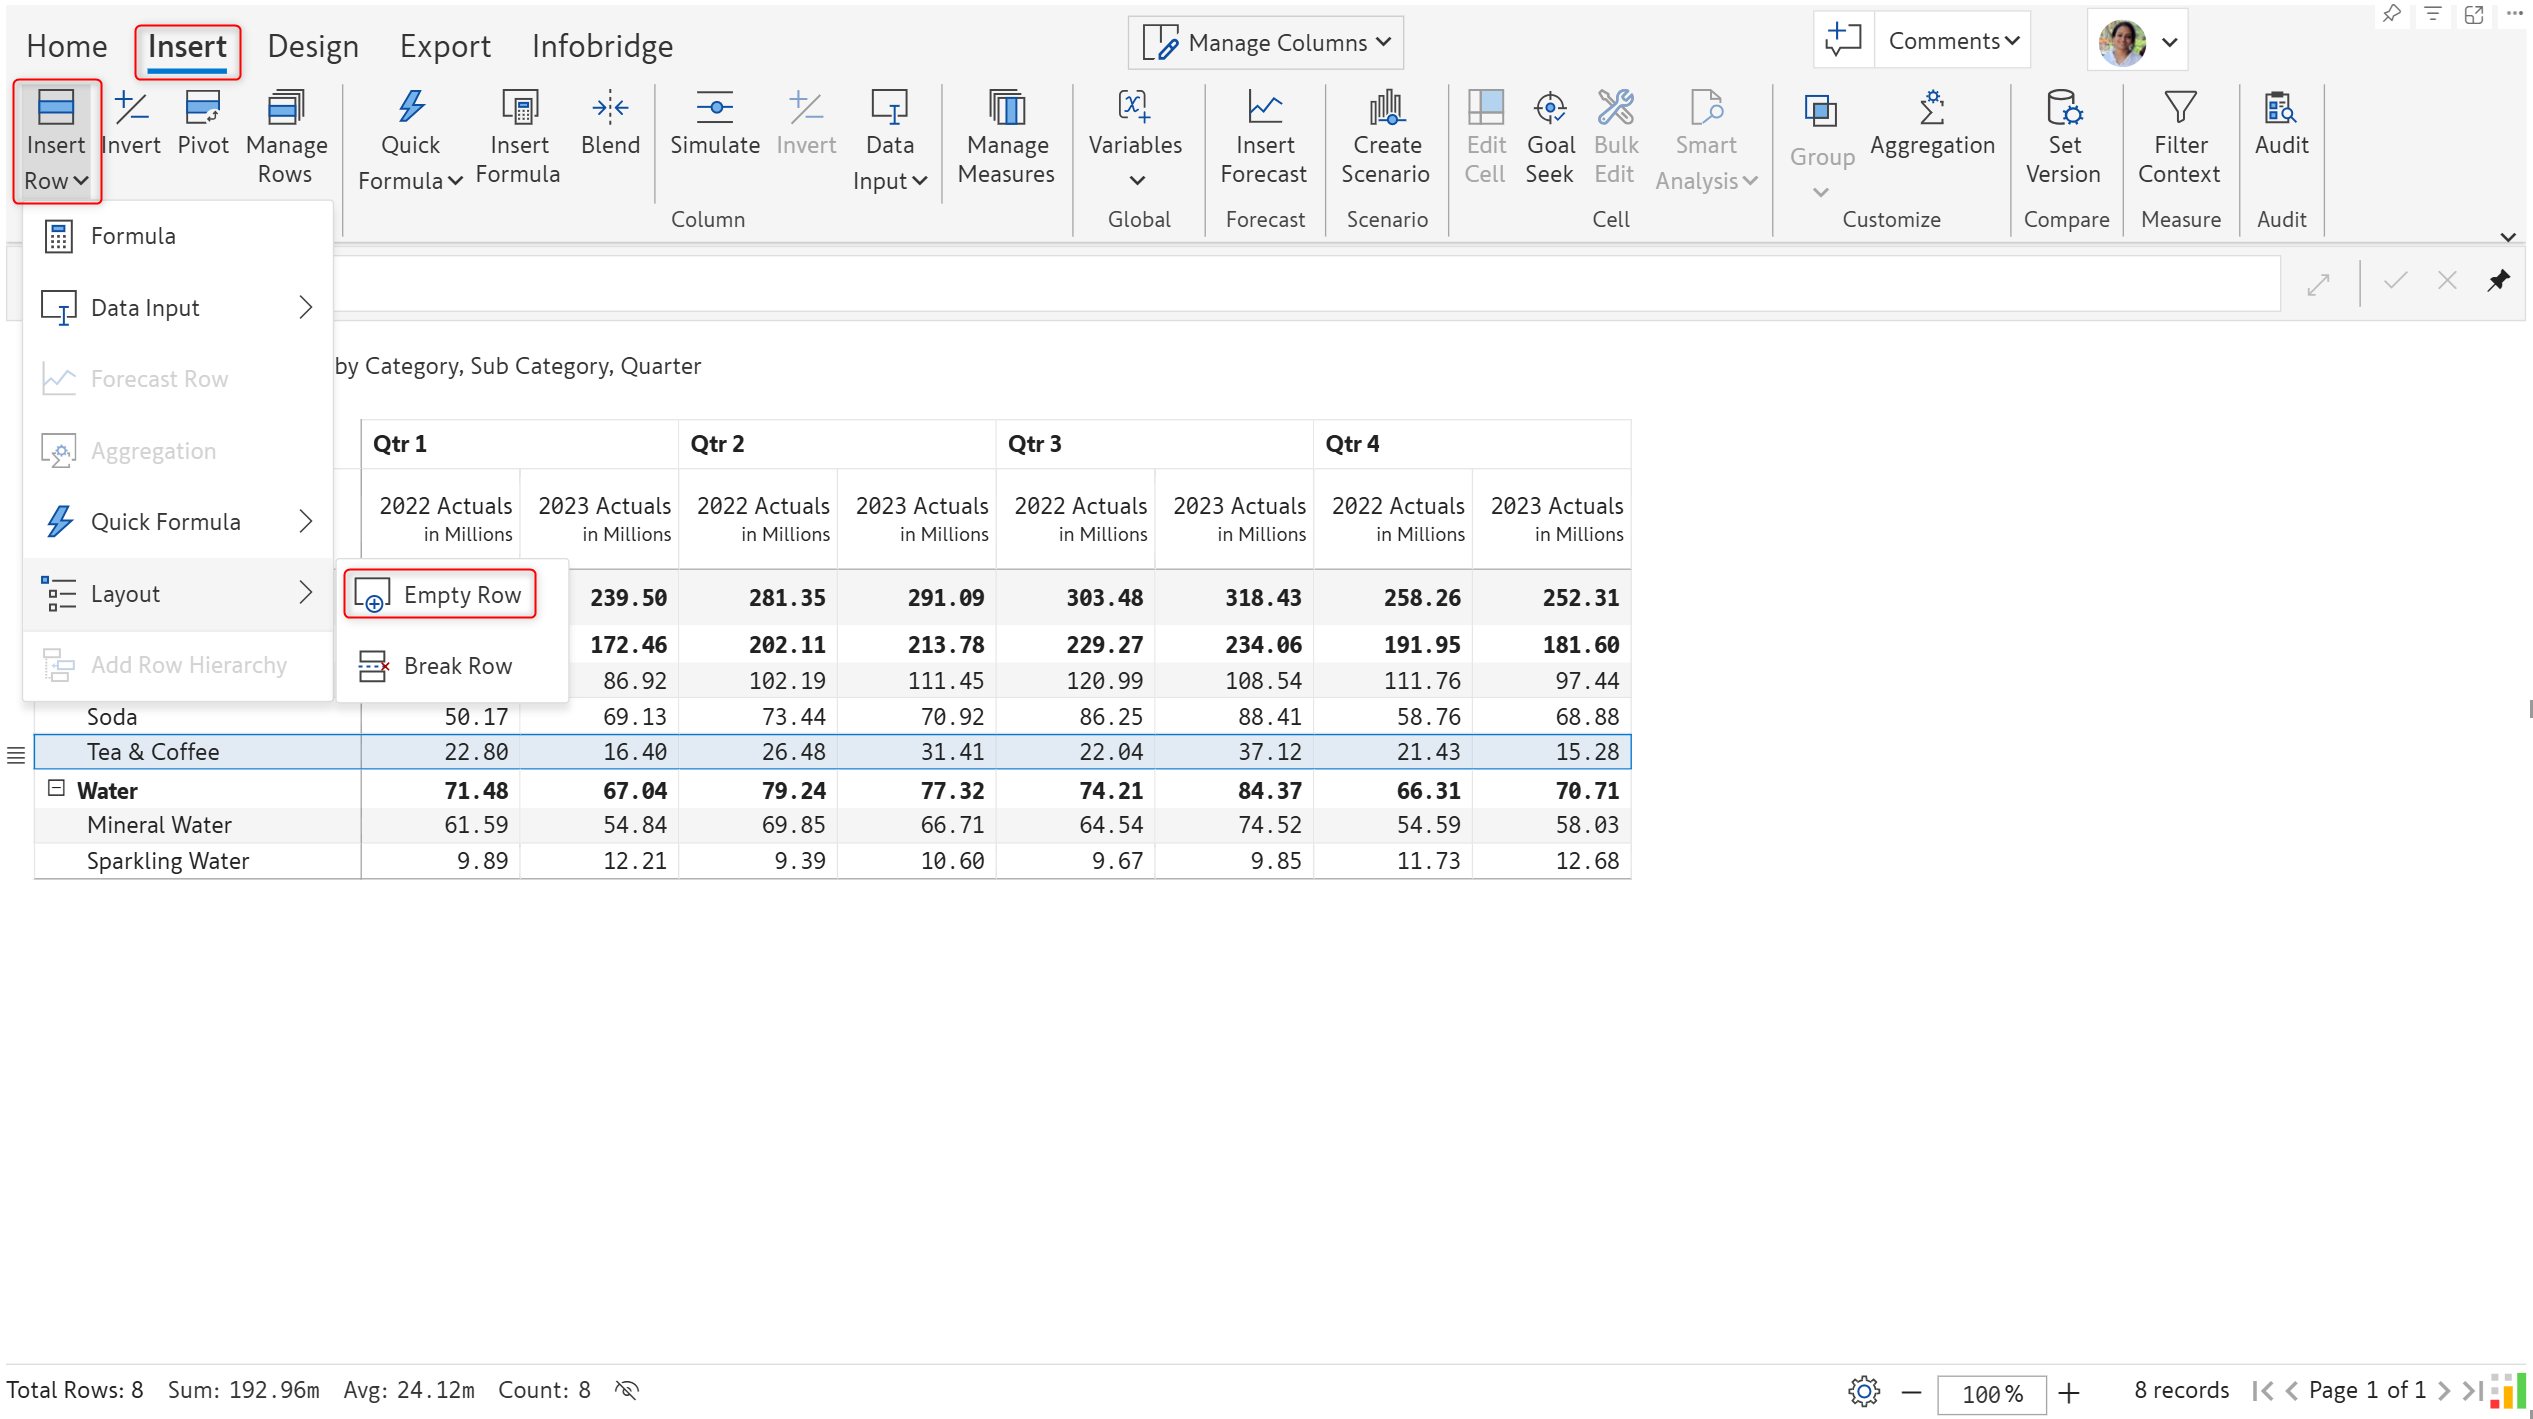 Home Insert Design Export Infobridge Manage Columns Comments
Insert Row Invert Pivot Manage Rows Quick Formula Insert Formula Blend Simulate Invert Data Input Manage Measures Variables Insert Forecast Create Scenario Edit Cell Goal Seek Bulk Edit Smart Analysis Group Aggregation Set Version Filter Context Audit
Column Global Forecast Scenario Cell Customize Compare Measure Audit
Formula
Data Input
Forecast Row
Aggregation
Quick Formula
Layout
Add Row Hierarchy
Empty Row
Break Row
by Category, Sub Category, Quarter
Qtr 1 Qtr 2 Qtr 3 Qtr 4
2022 Actuals 2023 Actuals 2022 Actuals 2023 Actuals 2022 Actuals 2023 Actuals 2022 Actuals 2023 Actuals
in Millions in Millions in Millions in Millions in Millions in Millions in Millions in Millions
239.50 281.35 291.09 303.48 318.43 258.26 252.31
172.46 202.11 213.78 229.27 234.06 191.95 181.60
86.92 102.19 111.45 120.99 108.54 111.76 97.44
Soda 50.17 69.13 73.44 70.92 86.25 88.41 58.76 68.88
Tea & Coffee 22.80 16.40 26.48 31.41 22.04 37.12 21.43 15.28
Water 71.48 67.04 79.24 77.32 74.21 84.37 66.31 70.71
Mineral Water 61.59 54.84 69.85 66.71 64.54 74.52 54.59 58.03
Sparkling Water 9.89 12.21 9.39 10.60 9.67 9.85 11.73 12.68
Total Rows: 8 Sum: 192.96m Avg: 24.12m Count: 8 100% 8 records Page 1 of 1